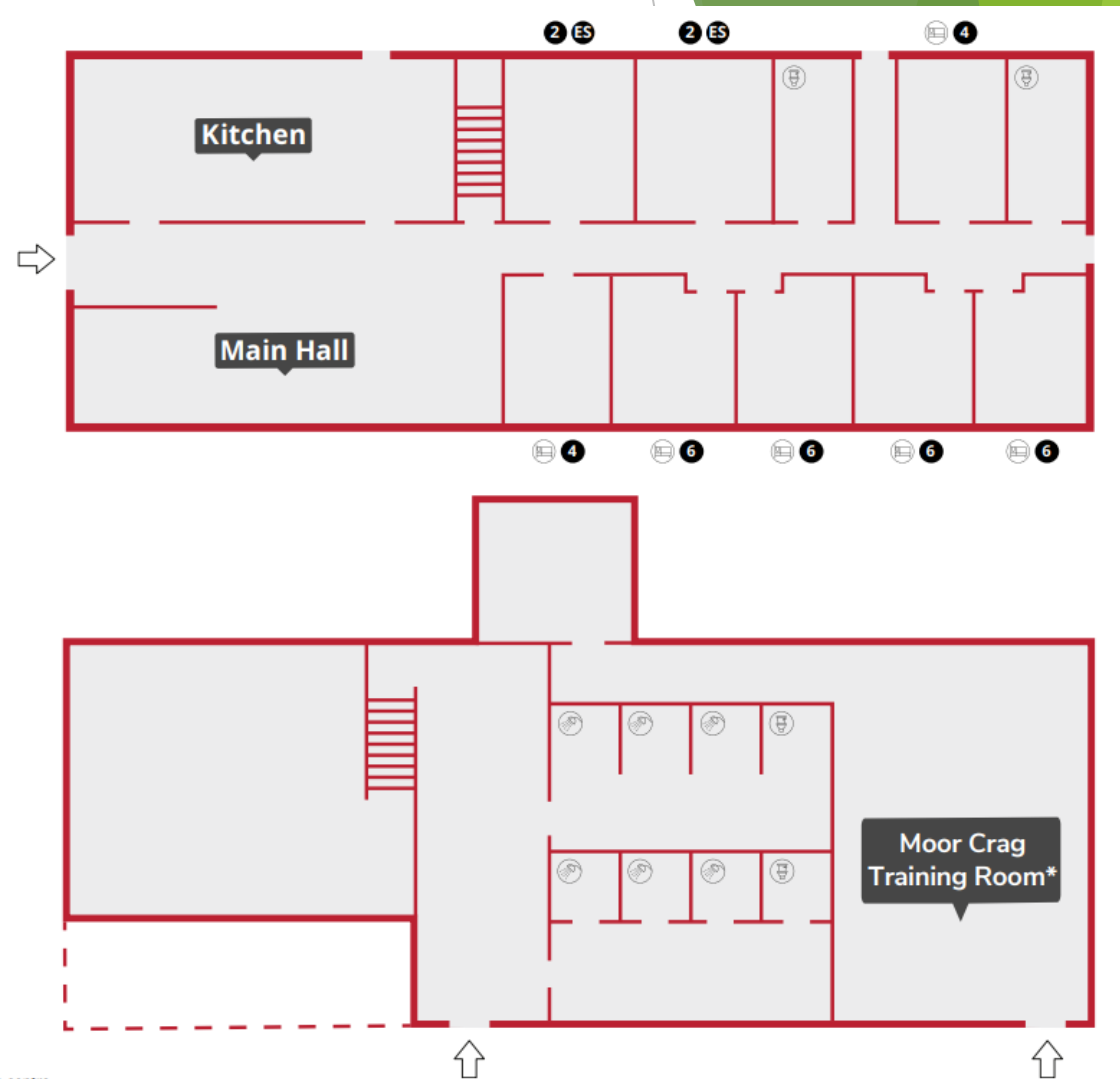 2 ES 2 ES 4
Kitchen
Main Hall
4 6 6 6 6
Moor Crag
Training Room*